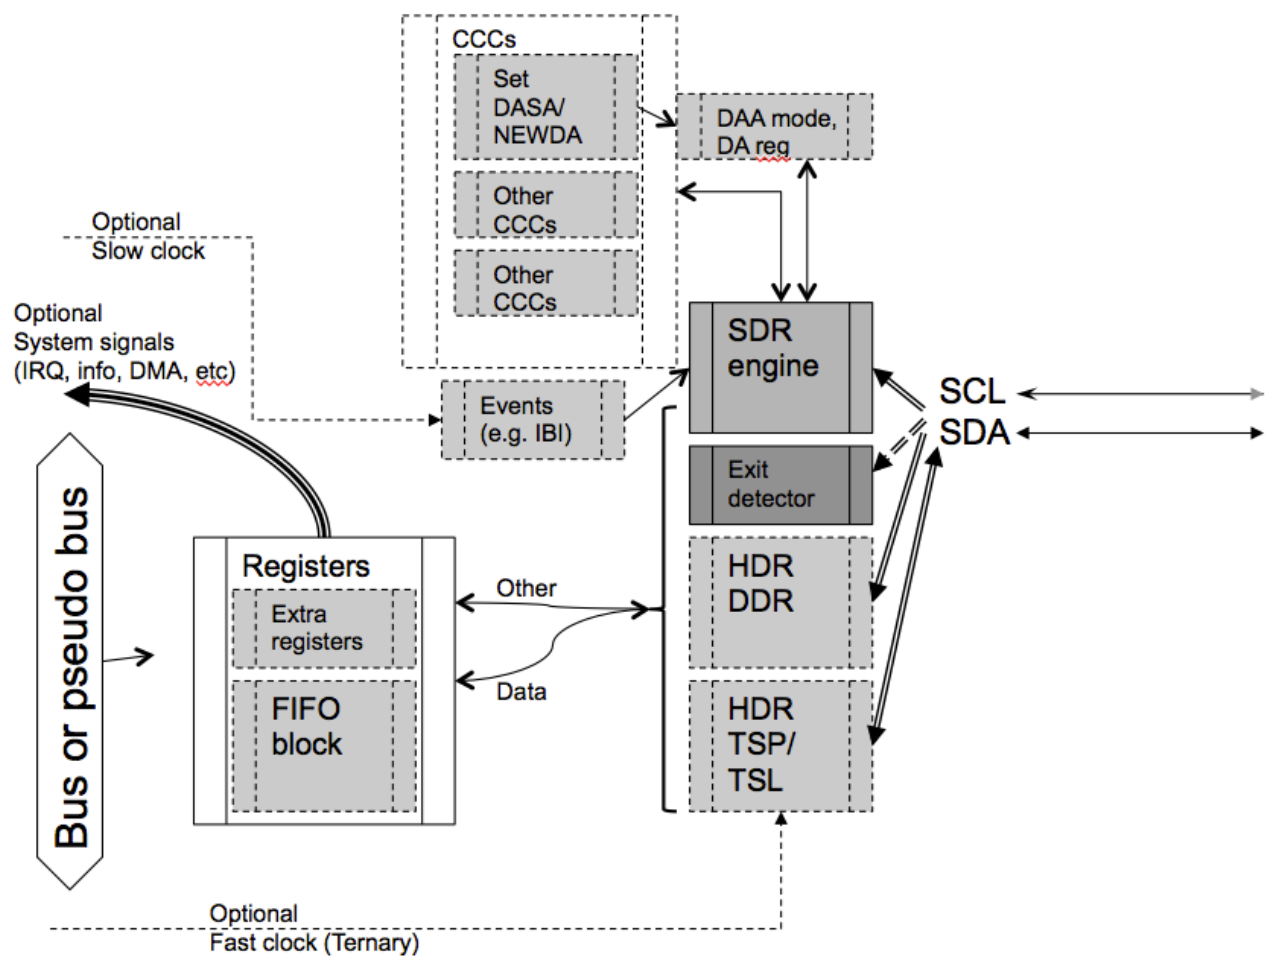 CCCs
Set
DASA/
NEWDA
DAA mode,
DA reg
Other
CCCs
Other
CCCs
Optional
Slow clock
Optional
System signals
(IRQ, info, DMA, etc)
Events
(e.g. IBI)
SDR
engine
SCL
SDA
Exit
detector
HDR
DDR
HDR
TSP/
TSL
Bus or pseudo bus
Registers
Extra
registers
FIFO
block
Other
Data
Optional
Fast clock (Ternary)